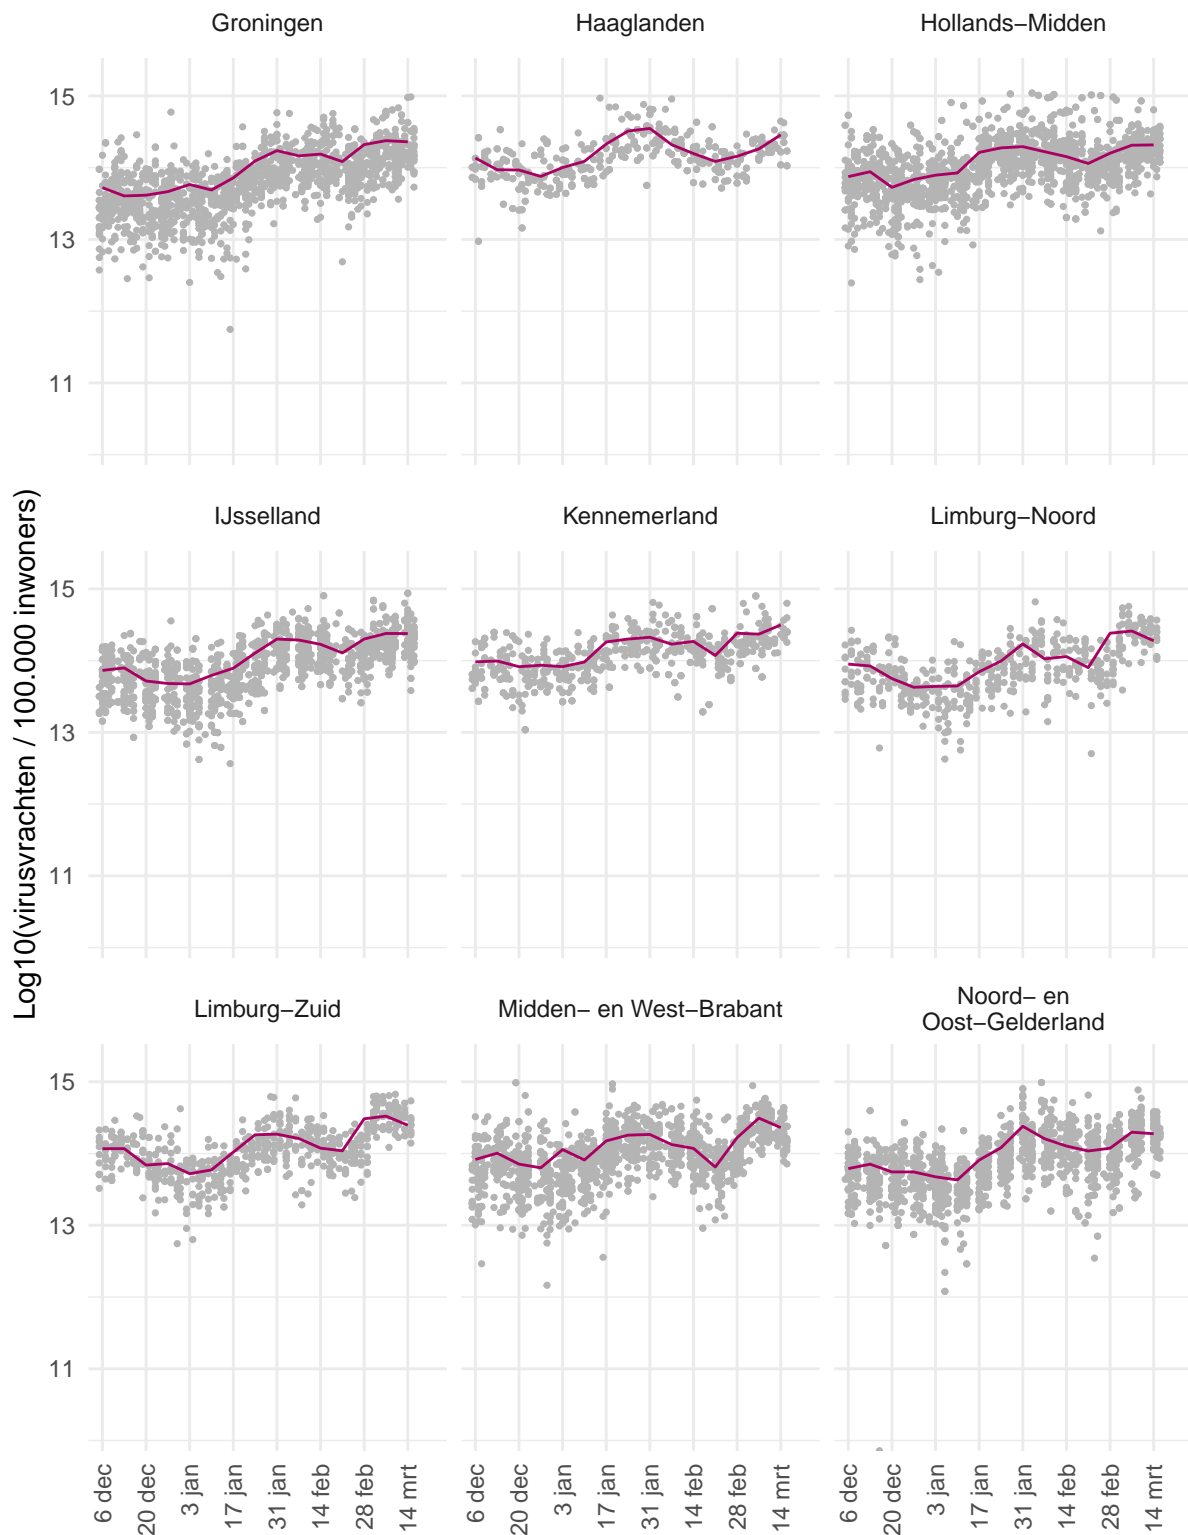 Groningen
Haaglanden
Hollands−Midden
15
13
11
Log10(virusvrachten / 100.000 inwoners)
IJsselland
Kennemerland
Limburg−Noord
15
13
11
Limburg−Zuid
Midden− en West−Brabant
Noord− en
Oost−Gelderland
15
13
11
6 dec
20 dec
3 jan
17 jan
31 jan
14 feb
28 feb
14 mrt
6 dec
20 dec
3 jan
17 jan
31 jan
14 feb
28 feb
14 mrt
6 dec
20 dec
3 jan
17 jan
31 jan
14 feb
28 feb
14 mrt